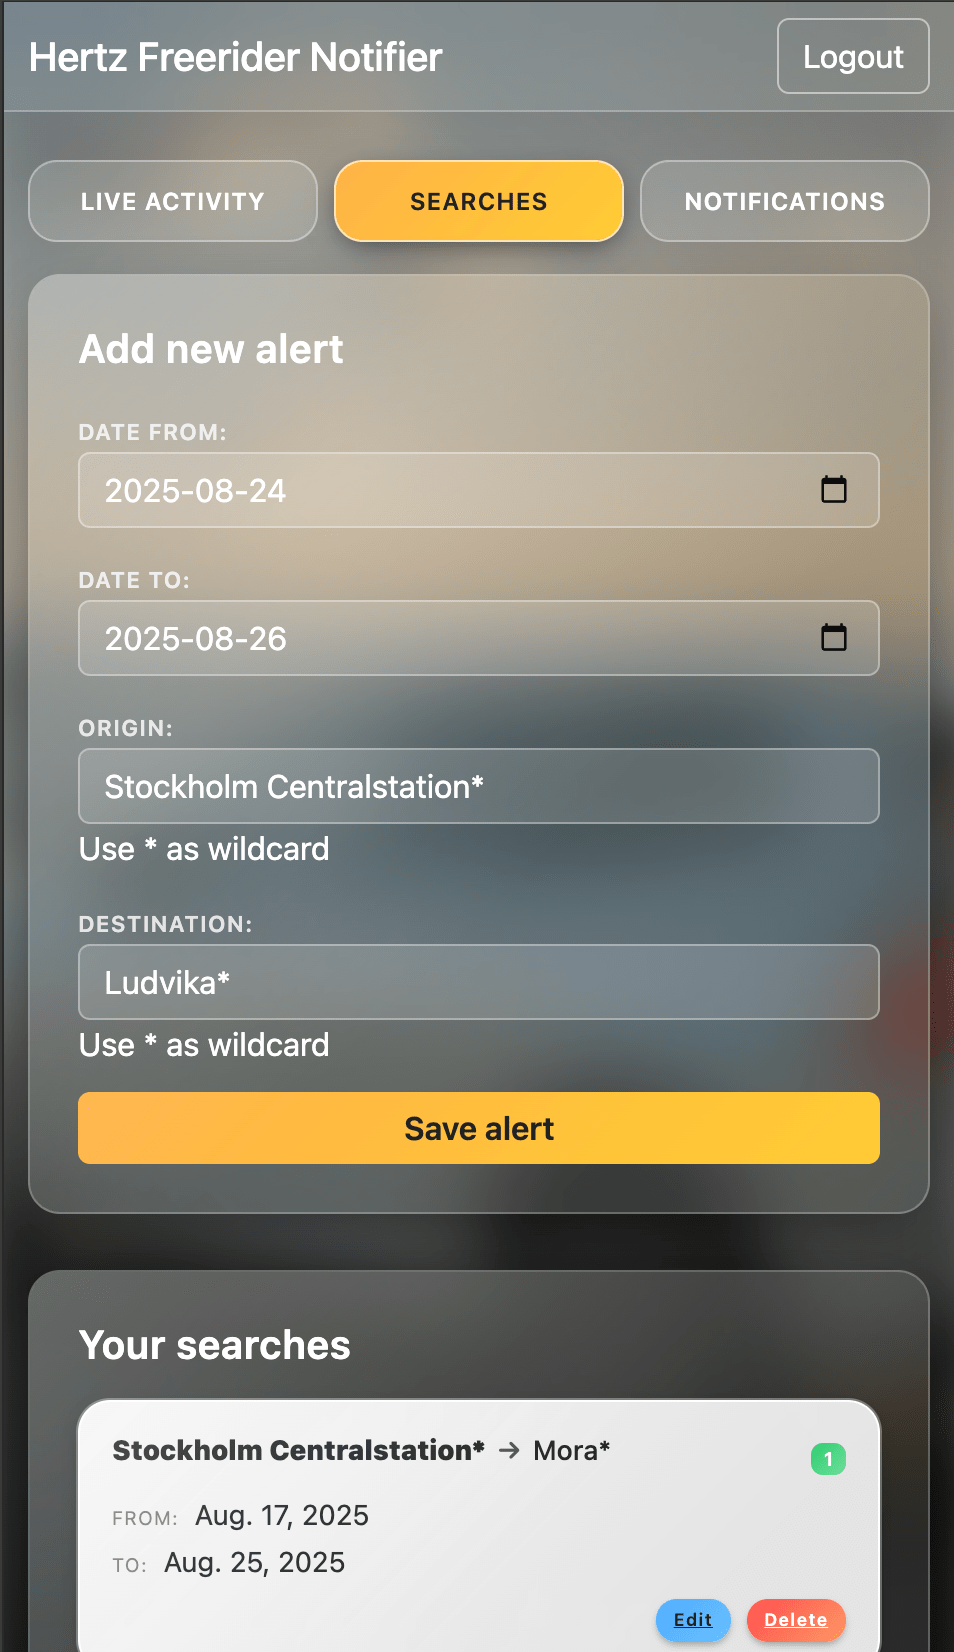 Hertz Freerider Notifier
Logout
LIVE ACTIVITY
SEARCHES
NOTIFICATIONS
Add new alert
DATE FROM:
2025-08-24
DATE TO:
2025-08-26
ORIGIN:
Stockholm Centralstation*
Use * as wildcard
DESTINATION:
Ludvika*
Use * as wildcard
Save alert
Your searches
Stockholm Centralstation* → Mora*
1
FROM: Aug. 17, 2025
TO: Aug. 25, 2025
Edit
Delete